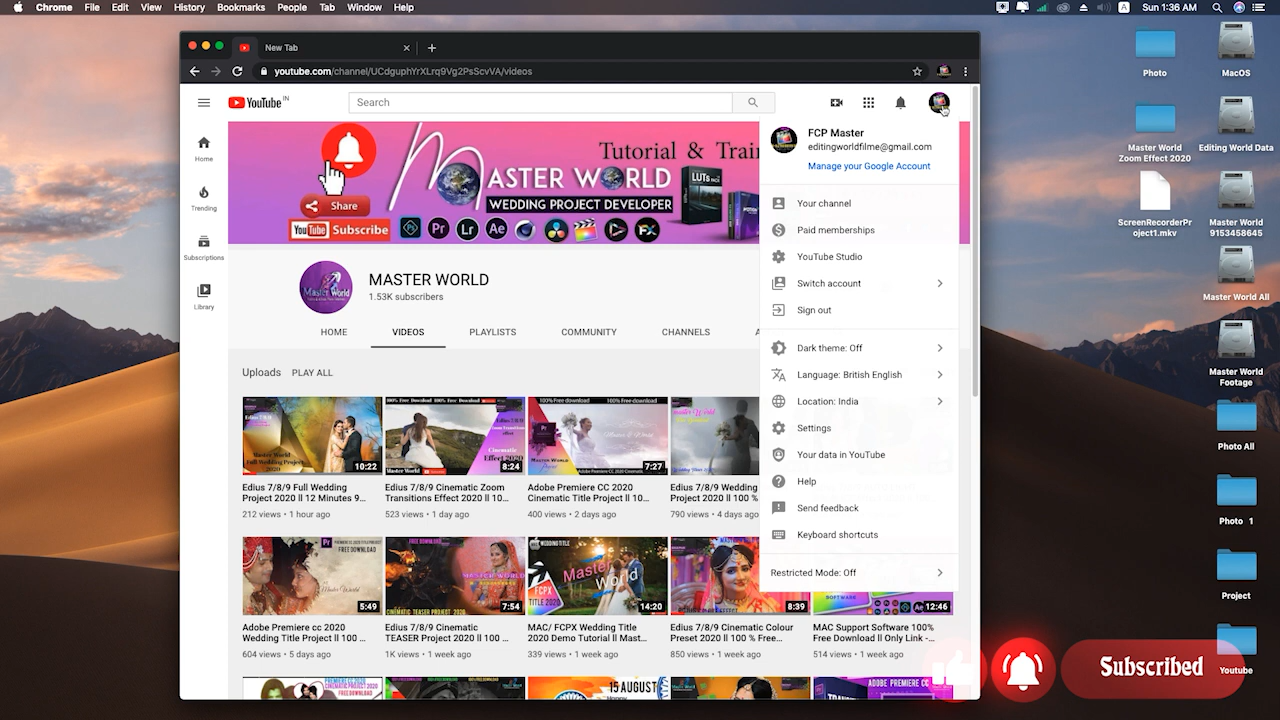 Chrome File Edit View History Bookmarks People Tab Window Help
A Sun 1:36 AM
New Tab
youtube.com/channel/UCdguphYrXLrq9Vg2PsScvVA/videos
YouTube IN
Search
Home
Trending
Subscriptions
Library
Tutorial & Trai
MASTER WORLD
WEDDING PROJECT DEVELOPER
LUTs
Share
You Tube Subscribe
Pr Lr Ae FX
MASTER WORLD
1.53K subscribers
HOME VIDEOS PLAYLISTS COMMUNITY CHANNELS A
Uploads PLAY ALL
10:22
8:24
7:27
Edius 7/8/9 Full Wedding
Project 2020 ll 12 Minutes 9...
212 views • 1 hour ago
Edius 7/8/9 Cinematic Zoom
Transitions Effect 2020 ll 10...
523 views • 1 day ago
Adobe Premiere CC 2020
Cinematic Title Project ll 10...
400 views • 2 days ago
Edius 7/8/9 Wedding
Project 2020 ll 100 %
790 views • 4 days ago
5:49
7:54
14:20
8:39
12:46
Adobe Premiere cc 2020
Wedding Title Project ll 100 ...
604 views • 5 days ago
Edius 7/8/9 Cinematic
TEASER Project 2020 ll 100 ...
1K views • 1 week ago
MAC/ FCPX Wedding Title
2020 Demo Tutorial ll Mast...
339 views • 1 week ago
Edius 7/8/9 Cinematic Colour
Preset 2020 ll 100 % Free...
850 views • 1 week ago
MAC Support Software 100%
Free Download ll Only Link -...
514 views • 1 week ago
15 AUGUST
FCP Master
editingworldfilme@gmail.com
Manage your Google Account
Your channel
Paid memberships
YouTube Studio
Switch account
Sign out
Dark theme: Off
Language: British English
Location: India
Settings
Your data in YouTube
Help
Send feedback
Keyboard shortcuts
Restricted Mode: Off
Photo
MacOS
Master World
Zoom Effect 2020
Editing World Data
ScreenRecorderPr
oject1.mkv
Master World
9153458645
Master World All
Master World
Footage
Photo All
Photo 1
Project
Youtube
Subscribed